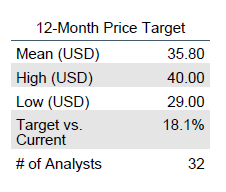 12-Month Price Target
Mean (USD) 35.80
High (USD) 40.00
Low (USD) 29.00
Target vs. 18.1%
Current
# of Analysts 32